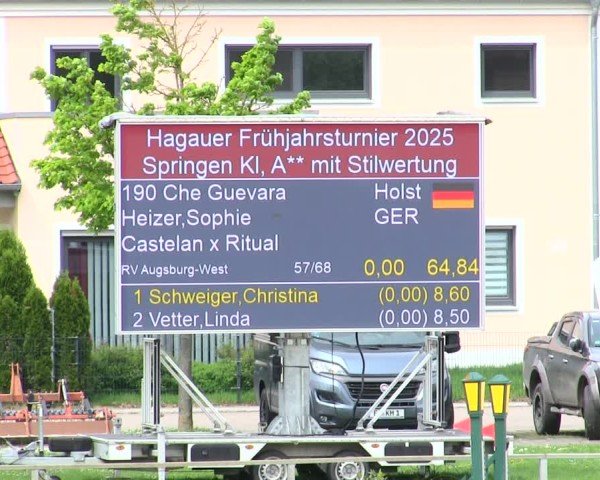 Hagauer Frühjahrsturnier 2025
Springen Kl, A** mit Stilwertung
190 Che Guevara Holst
Heizer,Sophie GER
Castelan x Ritual
RV Augsburg-West 57/68 0,00 64,84
1 Schweiger,Christina (0,00) 8,60
2 Vetter,Linda (0,00) 8,50